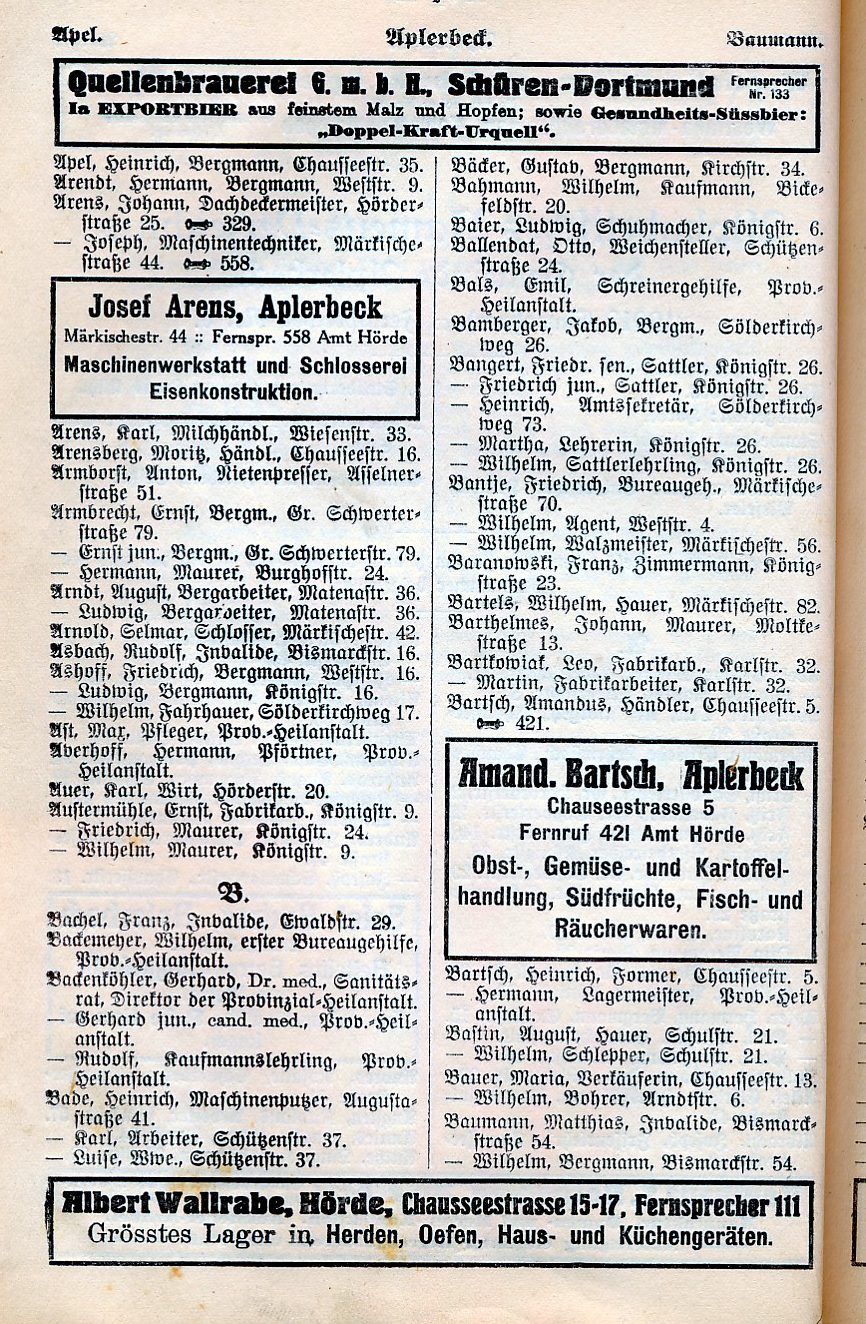 Apel.
Aplerbeck.
Baumann.
Quellenbrauerei G. m. b. H., Schüren-Dortmund Fernsprecher Nr. 133
Ia EXPORTBIER aus feinstem Malz und Hopfen; sowie Gesundheits-Süssbier:
„Doppel-Kraft-Urquell“.
Apel, Heinrich, Bergmann, Chausseestr. 35.
Arendt, Hermann, Bergmann, Weststr. 9.
Arens, Johann, Dachdeckermeister, Hörder-
straße 25. 329.
— Joseph, Maschinentechniker, Märkische-
straße 44. 558.
Josef Arens, Aplerbeck
Märkischestr. 44 :: Fernspr. 558 Amt Hörde
Maschinenwerkstatt und Schlosserei
Eisenkonstruktion.
Arens, Karl, Milchhändl., Wiesenstr. 33.
Arensberg, Moritz, Händl., Chausseestr. 16.
Armborst, Anton, Nietenpresser, Asselner-
straße 51.
Armbrecht, Ernst, Bergm., Gr. Schwerter-
straße 79.
— Ernst jun., Bergm., Gr. Schwerterstr. 79.
— Hermann, Maurer, Burghofstr. 24.
Arndt, August, Bergarbeiter, Matenastr. 36.
— Ludwig, Bergarbeiter, Matenastr. 36.
Arnold, Selmar, Schlosser, Märkischestr. 42.
Asbach, Rudolf, Invalide, Bismarckstr. 16.
Ashoff, Friedrich, Bergmann, Weststr. 16.
— Ludwig, Bergmann, Königstr. 16.
— Wilhelm, Fahrhauer, Sölderkirchweg 17.
Ast, Max, Pfleger, Prov.-Heilanstalt.
Averhoff, Hermann, Pförtner, Prov.-
Heilanstalt.
Auer, Karl, Wirt, Hörderstr. 20.
Austermühle, Ernst, Fabrikarb., Königstr. 9.
— Friedrich, Maurer, Königstr. 24.
— Wilhelm, Maurer, Königstr. 9.
B.
Bachel, Franz, Invalide, Ewaldstr. 29.
Backemeyer, Wilhelm, erster Bureaugehilfe,
Prov.-Heilanstalt.
Backenköhler, Gerhard, Dr. med., Sanitäts-
rat, Direktor der Provinzial-Heilanstalt.
— Gerhard jun., cand. med., Prov.-Heil-
anstalt.
— Rudolf, Kaufmannslehrling, Prov.-
Heilanstalt.
Bade, Heinrich, Maschinenputzer, Augusta-
straße 41.
— Karl, Arbeiter, Schützenstr. 37.
— Luise, Wwe., Schützenstr. 37.
Bäcker, Gustav, Bergmann, Kirchstr. 34.
Bahmann, Wilhelm, Kaufmann, Bicke-
feldstr. 20.
Baier, Ludwig, Schuhmacher, Königstr. 6.
Ballendat, Otto, Weichensteller, Schützen-
straße 24.
Bals, Emil, Schreinergehilfe, Prov.-
Heilanstalt.
Bamberger, Jakob, Bergm., Sölderkirch-
weg 26.
Bangert, Friedr. sen., Sattler, Königstr. 26.
— Friedrich jun., Sattler, Königstr. 26.
— Heinrich, Amtssekretär, Sölderkirch-
weg 73.
— Martha, Lehrerin, Königstr. 26.
— Wilhelm, Sattlerlehrling, Königstr. 26.
Bantje, Friedrich, Bureaugeh., Märkische-
straße 70.
— Wilhelm, Agent, Weststr. 4.
— Wilhelm, Walzmeister, Märkischestr. 56.
Baranowski, Franz, Zimmermann, König-
straße 23.
Bartels, Wilhelm, Hauer, Märkischestr. 82.
Barthelmes, Johann, Maurer, Moltke-
straße 13.
Bartkowiak, Leo, Fabrikarb., Karlstr. 32.
— Martin, Fabrikarbeiter, Karlstr. 32.
Bartsch, Amandus, Händler, Chausseestr. 5.
421.
Amand. Bartsch, Aplerbeck
Chauseestrasse 5
Fernruf 421 Amt Hörde
Obst-, Gemüse- und Kartoffel-
handlung, Südfrüchte, Fisch- und
Räucherwaren.
Bartsch, Heinrich, Former, Chausseestr. 5.
— Hermann, Lagermeister, Prov.-Heil-
anstalt.
Bastin, August, Hauer, Schulstr. 21.
— Wilhelm, Schlepper, Schulstr. 21.
Bauer, Maria, Verkäuferin, Chausseestr. 13.
— Wilhelm, Bohrer, Arndtstr. 6.
Baumann, Matthias, Invalide, Bismarck-
straße 54.
— Wilhelm, Bergmann, Bismarckstr. 54.
Albert Wallrabe, Hörde, Chausseestrasse 15-17, Fernsprecher 111
Grösstes Lager in Herden, Oefen, Haus- und Küchengeräten.